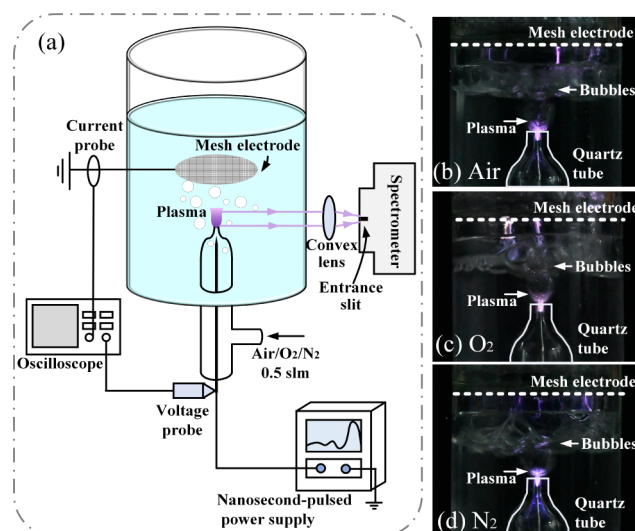 (a)
Current
probe
Mesh electrode
Plasma
Convex
lens
Spectrometer
Entrance
slit
Oscilloscope
Air/O₂/N₂
0.5 slm
Voltage
probe
Nanosecond-pulsed
power supply
Mesh electrode
Bubbles
Plasma
Quartz
tube
(b) Air
Mesh electrode
Bubbles
Plasma
Quartz
tube
(c) O₂
Mesh electrode
Bubbles
Plasma
Quartz
tube
(d) N₂